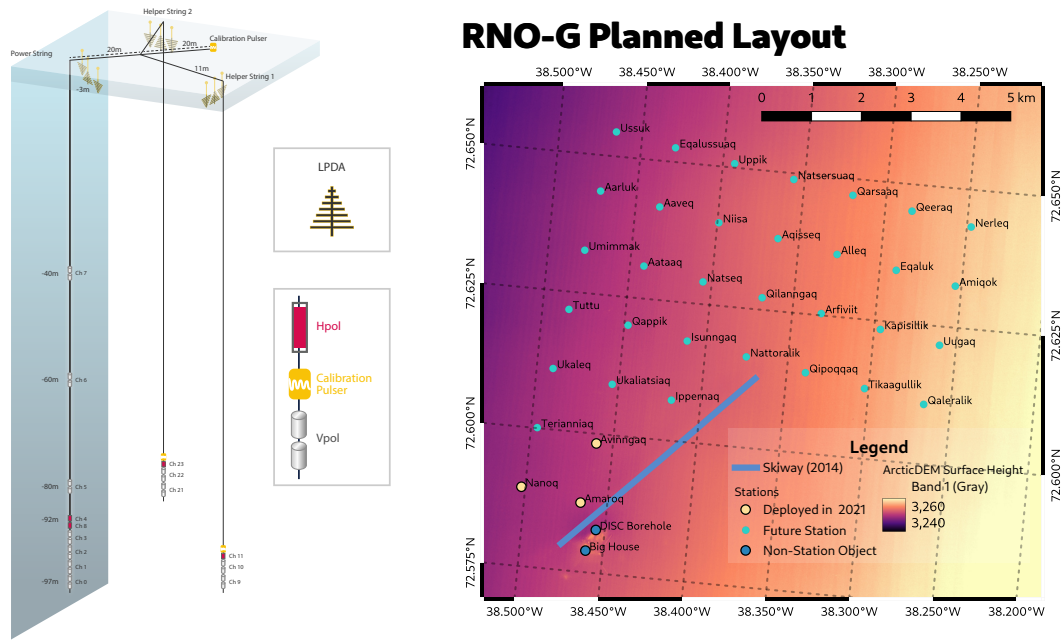 Helper String 2
Power String
20m
20m
Calibration Pulser
11m
Helper String 1
-3m
-40m
Ch 7
-60m
Ch 6
-80m
Ch 5
-92m
Ch 4
Ch 8
Ch 3
Ch 2
Ch 1
-97m
Ch 0
Ch 23
Ch 22
Ch 21
Ch 11
Ch 10
Ch 9
LPDA
Hpol
Calibration
Pulser
Vpol
RNO-G Planned Layout
38.500°W 38.450°W 38.400°W 38.350°W 38.300°W 38.250°W
0 1 2 3 4 5 km
72.650°N
72.625°N
72.600°N
72.575°N
72.650°N
72.625°N
72.600°N
Ussuk
Eqalussuaq
Uppik
Natsersuaq
Qarsaaq
Qeeraq
Nerleq
Aarluk
Aaveq
Niisa
Aqisseq
Alleq
Eqaluk
Amiqok
Umimmak
Aataaq
Natseq
Qilanngaq
Arfiviit
Kapisillik
Uugaq
Tuttu
Qappik
Isunngaq
Nattoralik
Qipoqqaq
Tikaagullik
Qaleralik
Ukaleq
Ukaliatsiaq
Ippernaq
Terianniaq
Avinngaq
Nanoq
Amaroq
DISC Borehole
Big House
Legend
Skiway (2014)
Stations
Deployed in 2021
Future Station
Non-Station Object
ArcticDEM Surface Height
Band 1 (Gray)
3,260
3,240
38.500°W 38.450°W 38.400°W 38.350°W 38.300°W 38.250°W 38.200°W